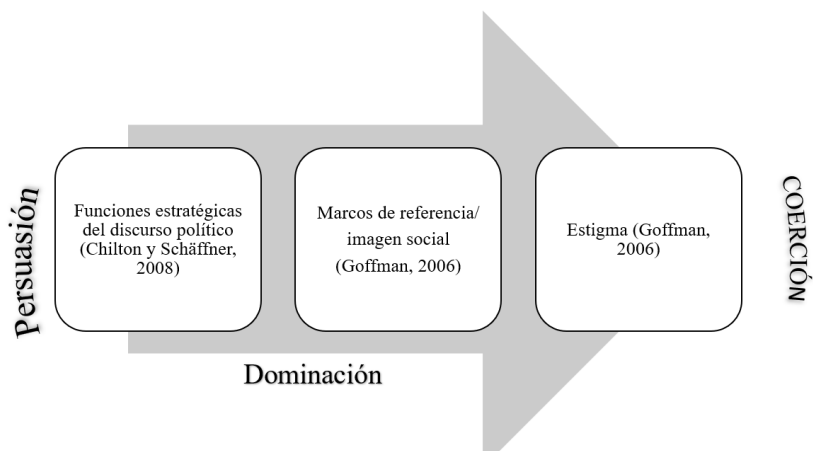 Persuasión
Funciones estratégicas
del discurso político
(Chilton y Schäffner,
2008)
Marcos de referencia/
imagen social
(Goffman, 2006)
Estigma (Goffman,
2006)
COERCIÓN
Dominación